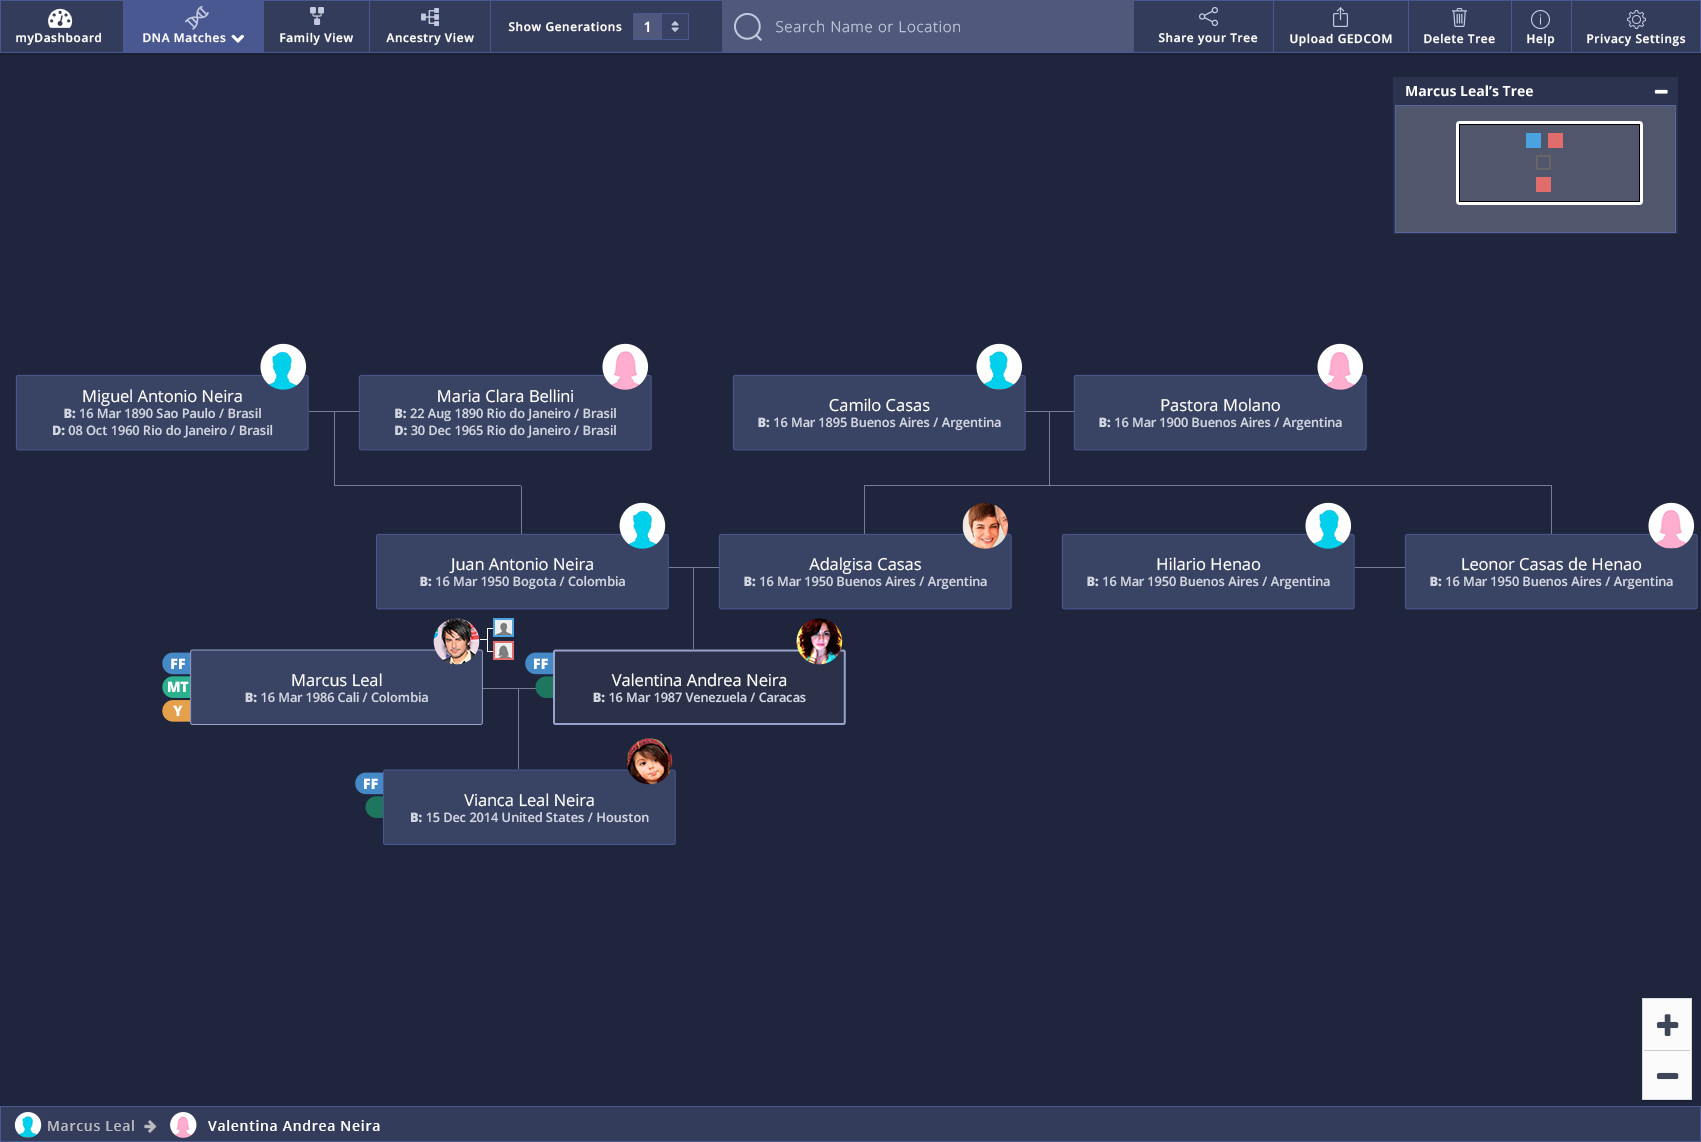 myDashboard
DNA Matches
Family View
Ancestry View
Show Generations 1
Search Name or Location
Share your Tree
Upload GEDCOM
Delete Tree
Help
Privacy Settings
Marcus Leal’s Tree
Miguel Antonio Neira
B: 16 Mar 1890 Sao Paulo / Brasil
D: 08 Oct 1960 Rio do Janeiro / Brasil
Maria Clara Bellini
B: 22 Aug 1890 Rio do Janeiro / Brasil
D: 30 Dec 1965 Rio do Janeiro / Brasil
Camilo Casas
B: 16 Mar 1895 Buenos Aires / Argentina
Pastora Molano
B: 16 Mar 1900 Buenos Aires / Argentina
Juan Antonio Neira
B: 16 Mar 1950 Bogota / Colombia
Adalgisa Casas
B: 16 Mar 1950 Buenos Aires / Argentina
Hilario Henao
B: 16 Mar 1950 Buenos Aires / Argentina
Leonor Casas de Henao
B: 16 Mar 1950 Buenos Aires / Argentina
FF
MT
Y
Marcus Leal
B: 16 Mar 1986 Cali / Colombia
FF
Valentina Andrea Neira
B: 16 Mar 1987 Venezuela / Caracas
FF
Vianca Leal Neira
B: 15 Dec 2014 United States / Houston
Marcus Leal
Valentina Andrea Neira